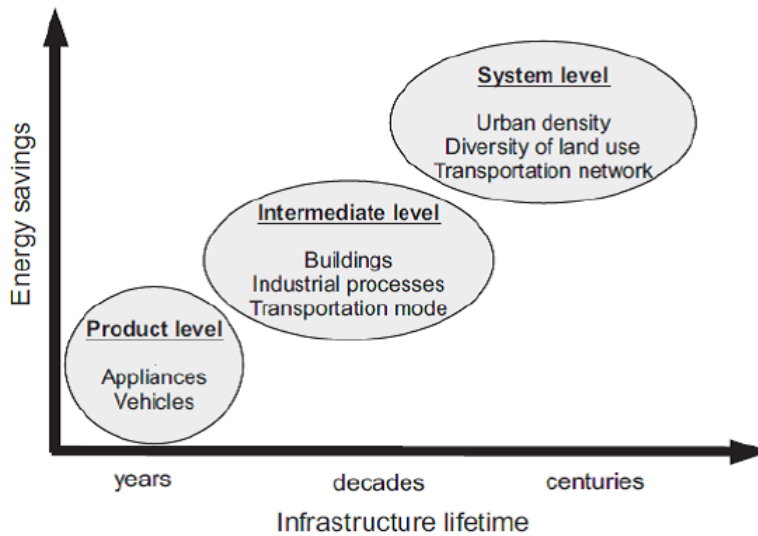 Energy savings
System level
Urban density
Diversity of land use
Transportation network
Intermediate level
Buildings
Industrial processes
Transportation mode
Product level
Appliances
Vehicles
years
decades
centuries
Infrastructure lifetime